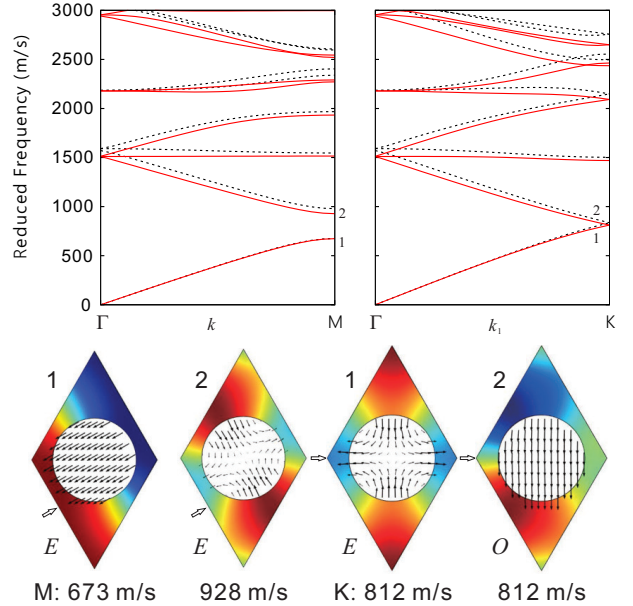 Reduced Frequency (m/s)
3000
2500
2000
1500
1000
500
0
2
1
2
1
Γ k M Γ k₁ K
1 2 1 2
E E E O
M: 673 m/s 928 m/s K: 812 m/s 812 m/s